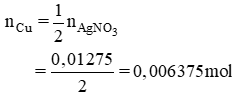 n_Cu = 1/2 n_AgNO₃
= 0,01275/2 = 0,006375mol